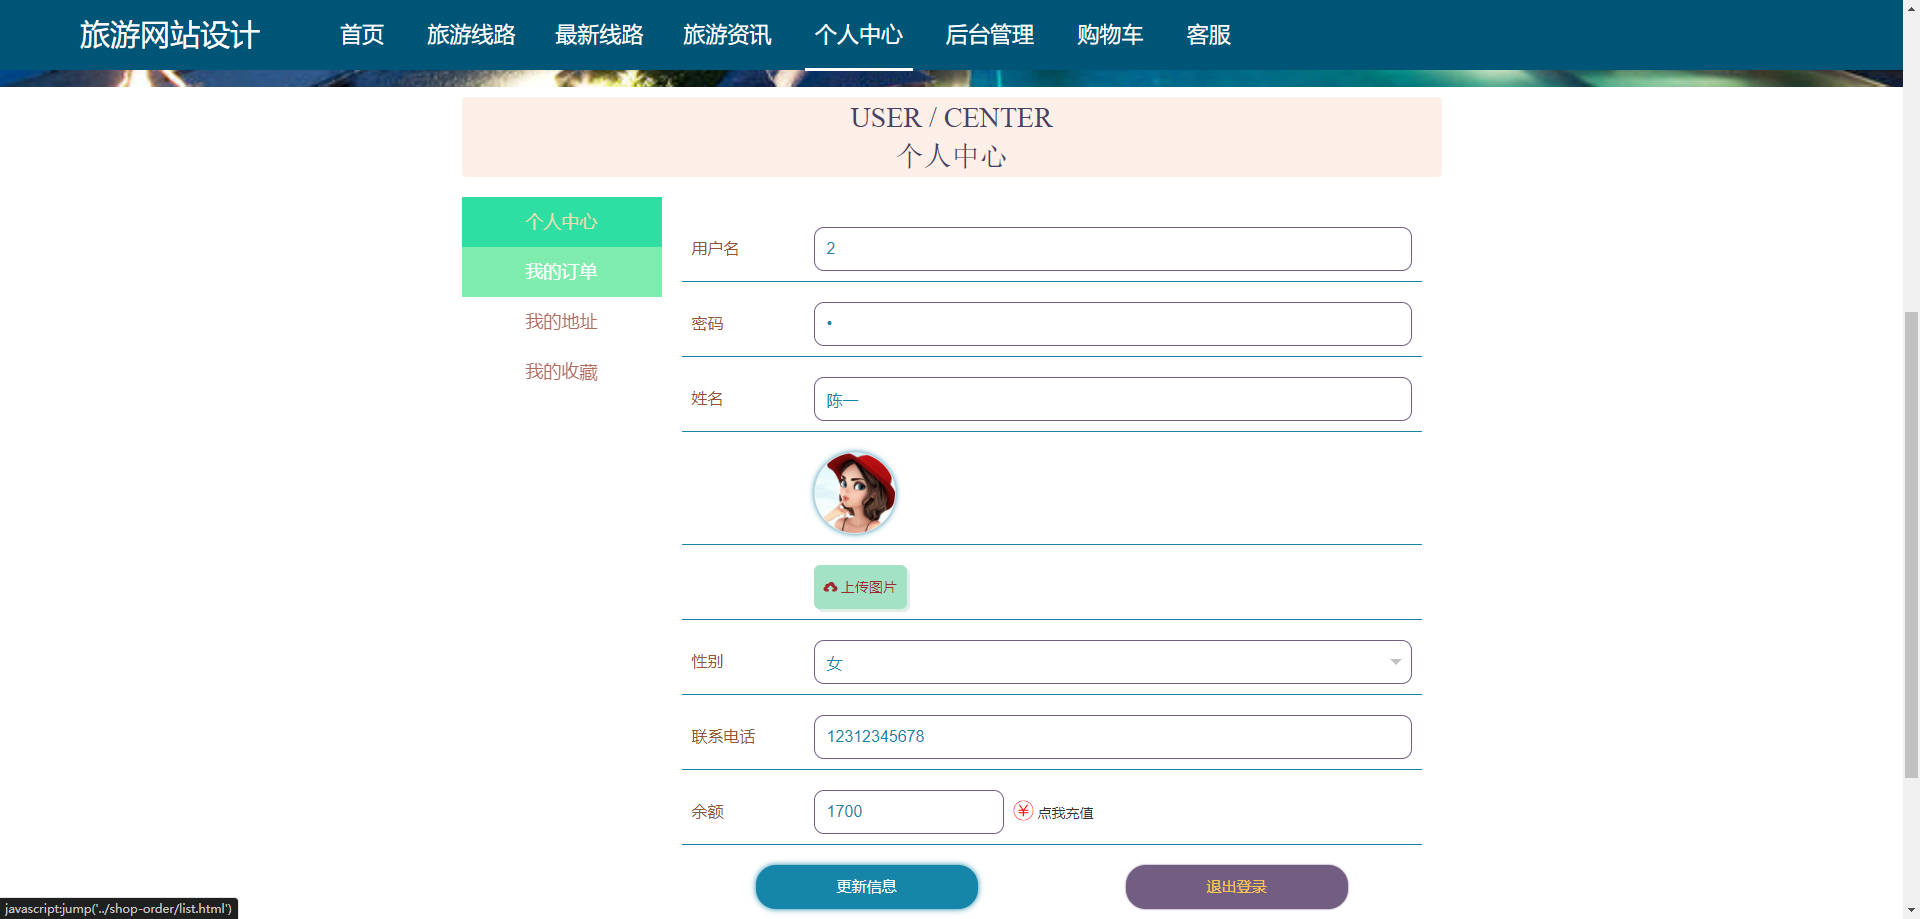 旅游网站设计 首页 旅游线路 最新线路 旅游资讯 个人中心 后台管理 购物车 客服
USER / CENTER
个人中心
个人中心
我的订单
我的地址
我的收藏
用户名 2
密码 •
姓名 陈一
上传图片
性别 女
联系电话 12312345678
余额 1700 ¥ 点我充值
更新信息 退出登录
javascript:jump('../shop-order/list.html')